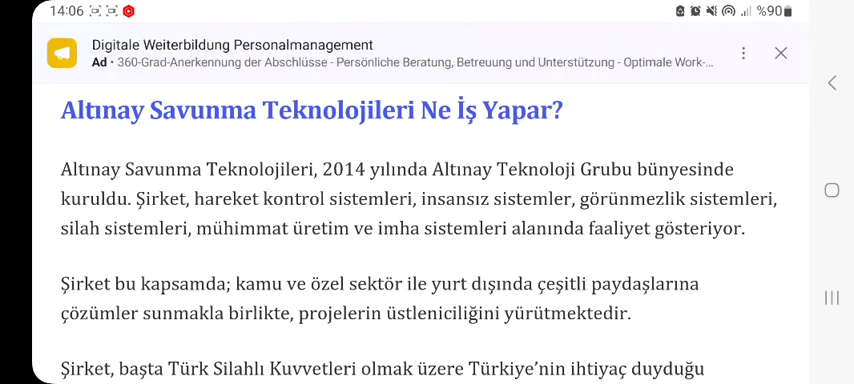 14:06
%90
Digitale Weiterbildung Personalmanagement
Ad • 360-Grad-Anerkennung der Abschlüsse - Persönliche Beratung, Betreuung und Unterstützung - Optimale Work-...
Altınay Savunma Teknolojileri Ne İş Yapar?
Altınay Savunma Teknolojileri, 2014 yılında Altınay Teknoloji Grubu bünyesinde
kuruldu. Şirket, hareket kontrol sistemleri, insansız sistemler, görünmezlik sistemleri,
silah sistemleri, mühimmat üretim ve imha sistemleri alanında faaliyet gösteriyor.
Şirket bu kapsamda; kamu ve özel sektör ile yurt dışında çeşitli paydaşlarına
çözümler sunmakla birlikte, projelerin üstleniciliğini yürütmektedir.
Şirket, başta Türk Silahlı Kuvvetleri olmak üzere Türkiye’nin ihtiyaç duyduğu